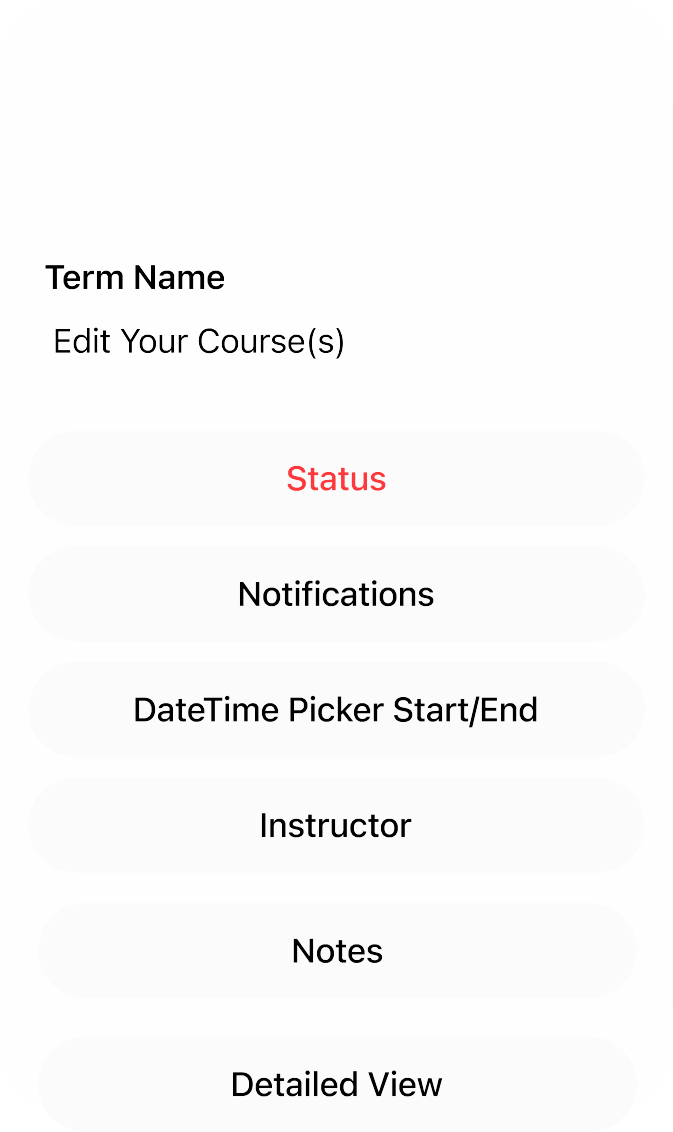 Term Name
Edit Your Course(s)
Status
Notifications
DateTime Picker Start/End
Instructor
Notes
Detailed View